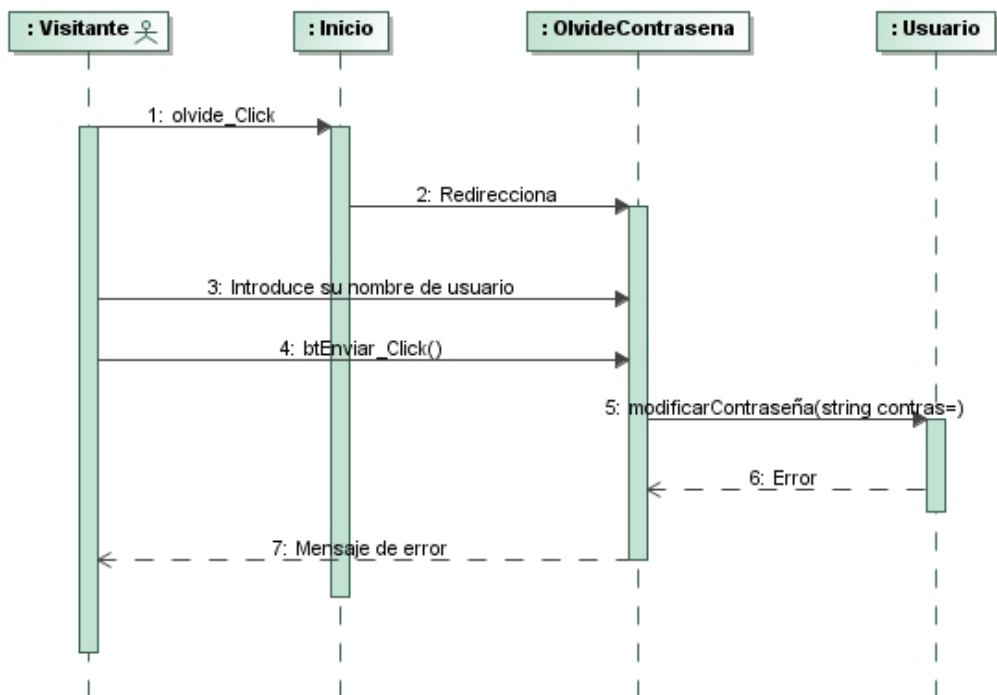 : Visitante
: Inicio
: OlvideContrasena
: Usuario
1: olvide_Click
2: Redirecciona
3: Introduce su nombre de usuario
4: btEnviar_Click()
5: modificarContraseña(string contras=)
6: Error
7: Mensaje de error